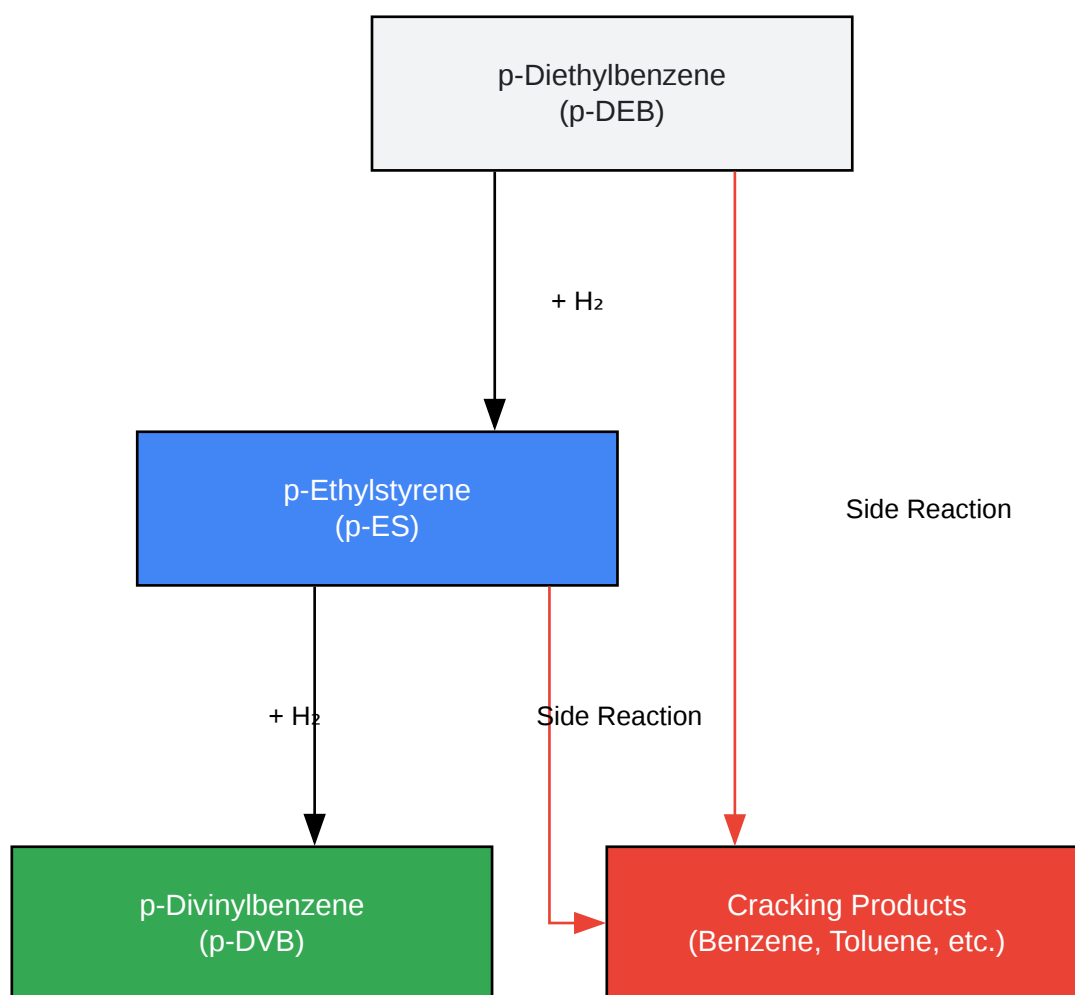 p-Diethylbenzene
(p-DEB)
+ H₂
p-Ethylstyrene
(p-ES)
Side Reaction
+ H₂
Side Reaction
p-Divinylbenzene
(p-DVB)
Cracking Products
(Benzene, Toluene, etc.)